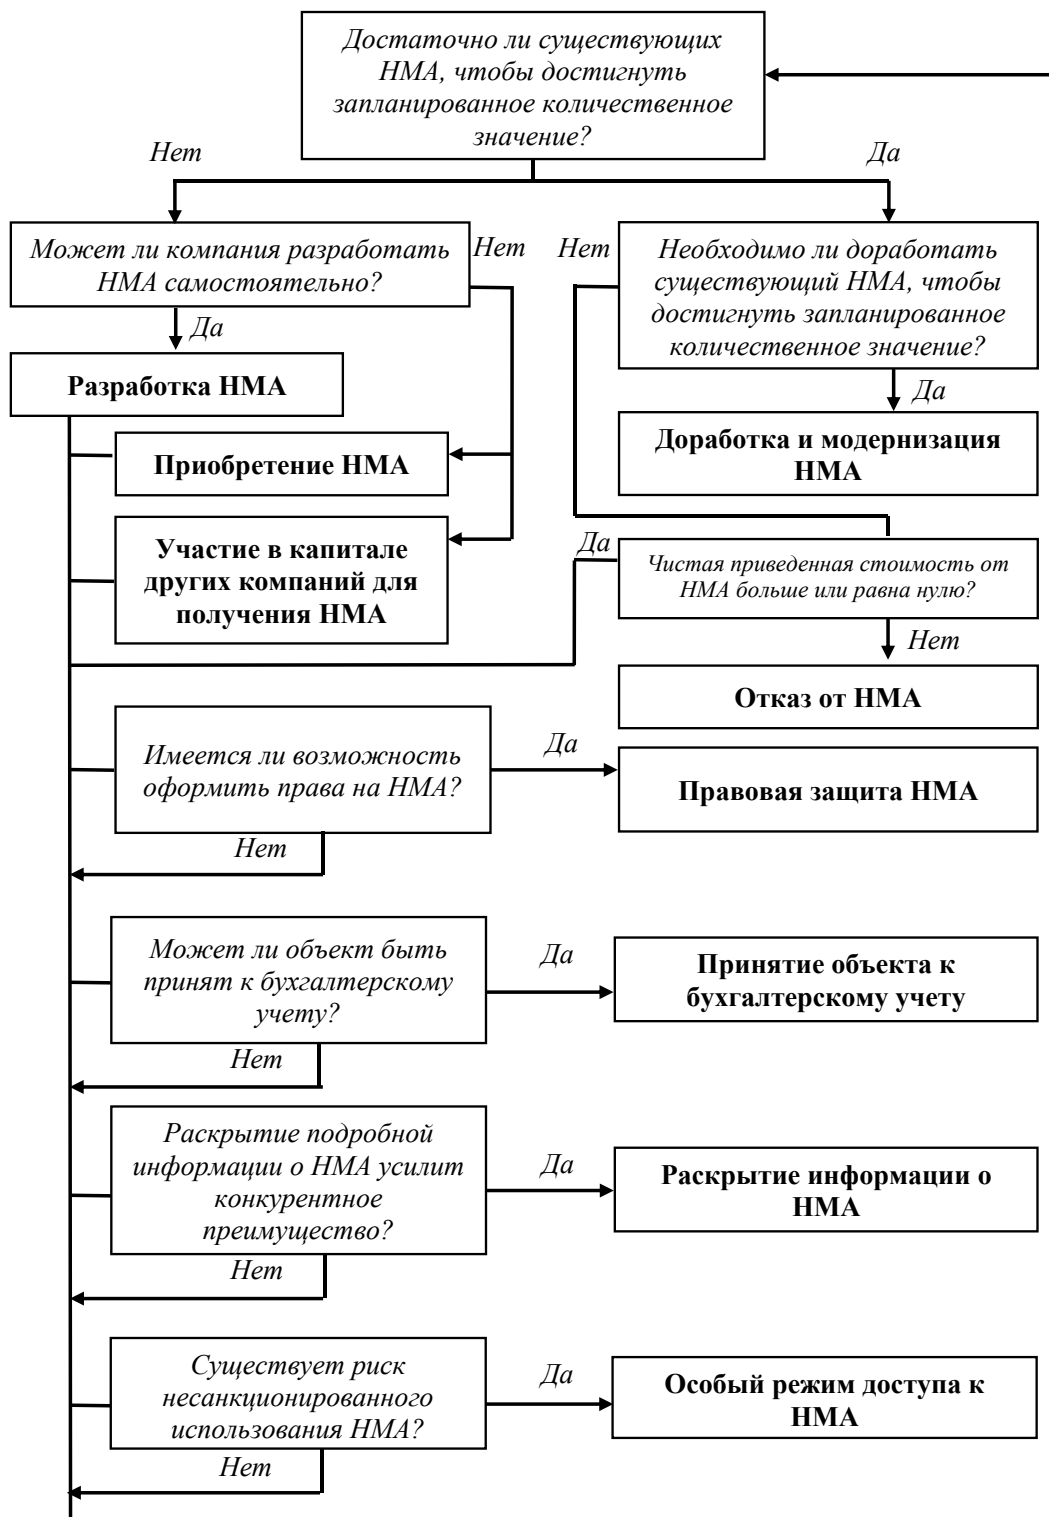 Достаточно ли существующих
НМА, чтобы достигнуть
запланированное количественное
значение?
Нет
Да
Может ли компания разработать
НМА самостоятельно?
Нет
Нет
Необходимо ли доработать
существующий НМА, чтобы
достигнуть запланированное
количественное значение?
Да
Разработка НМА
Да
Доработка и модернизация
НМА
Приобретение НМА
Участие в капитале
других компаний для
получения НМА
Да
Чистая приведенная стоимость от
НМА больше или равна нулю?
Нет
Отказ от НМА
Имеется ли возможность
оформить права на НМА?
Да
Правовая защита НМА
Нет
Может ли объект быть
принят к бухгалтерскому
учету?
Да
Принятие объекта к
бухгалтерскому учету
Нет
Раскрытие подробной
информации о НМА усилит
конкурентное
преимущество?
Да
Раскрытие информации о
НМА
Нет
Существует риск
несанкционированного
использования НМА?
Да
Особый режим доступа к
НМА
Нет